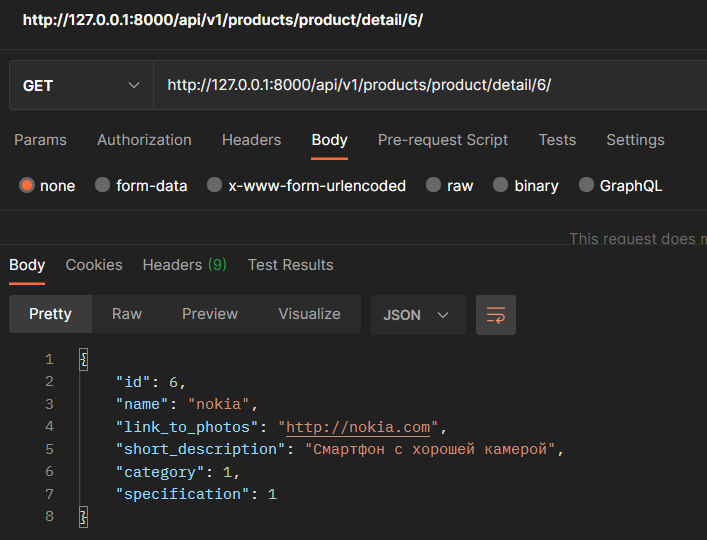 http://127.0.0.1:8000/api/v1/products/product/detail/6/
GET http://127.0.0.1:8000/api/v1/products/product/detail/6/
Params Authorization Headers Body Pre-request Script Tests Settings
none form-data x-www-form-urlencoded raw binary GraphQL
This request does
Body Cookies Headers (9) Test Results
Pretty Raw Preview Visualize JSON
1 {
2 "id": 6,
3 "name": "nokia",
4 "link_to_photos": "http://nokia.com",
5 "short_description": "Смартфон с хорошей камерой",
6 "category": 1,
7 "specification": 1
8 }